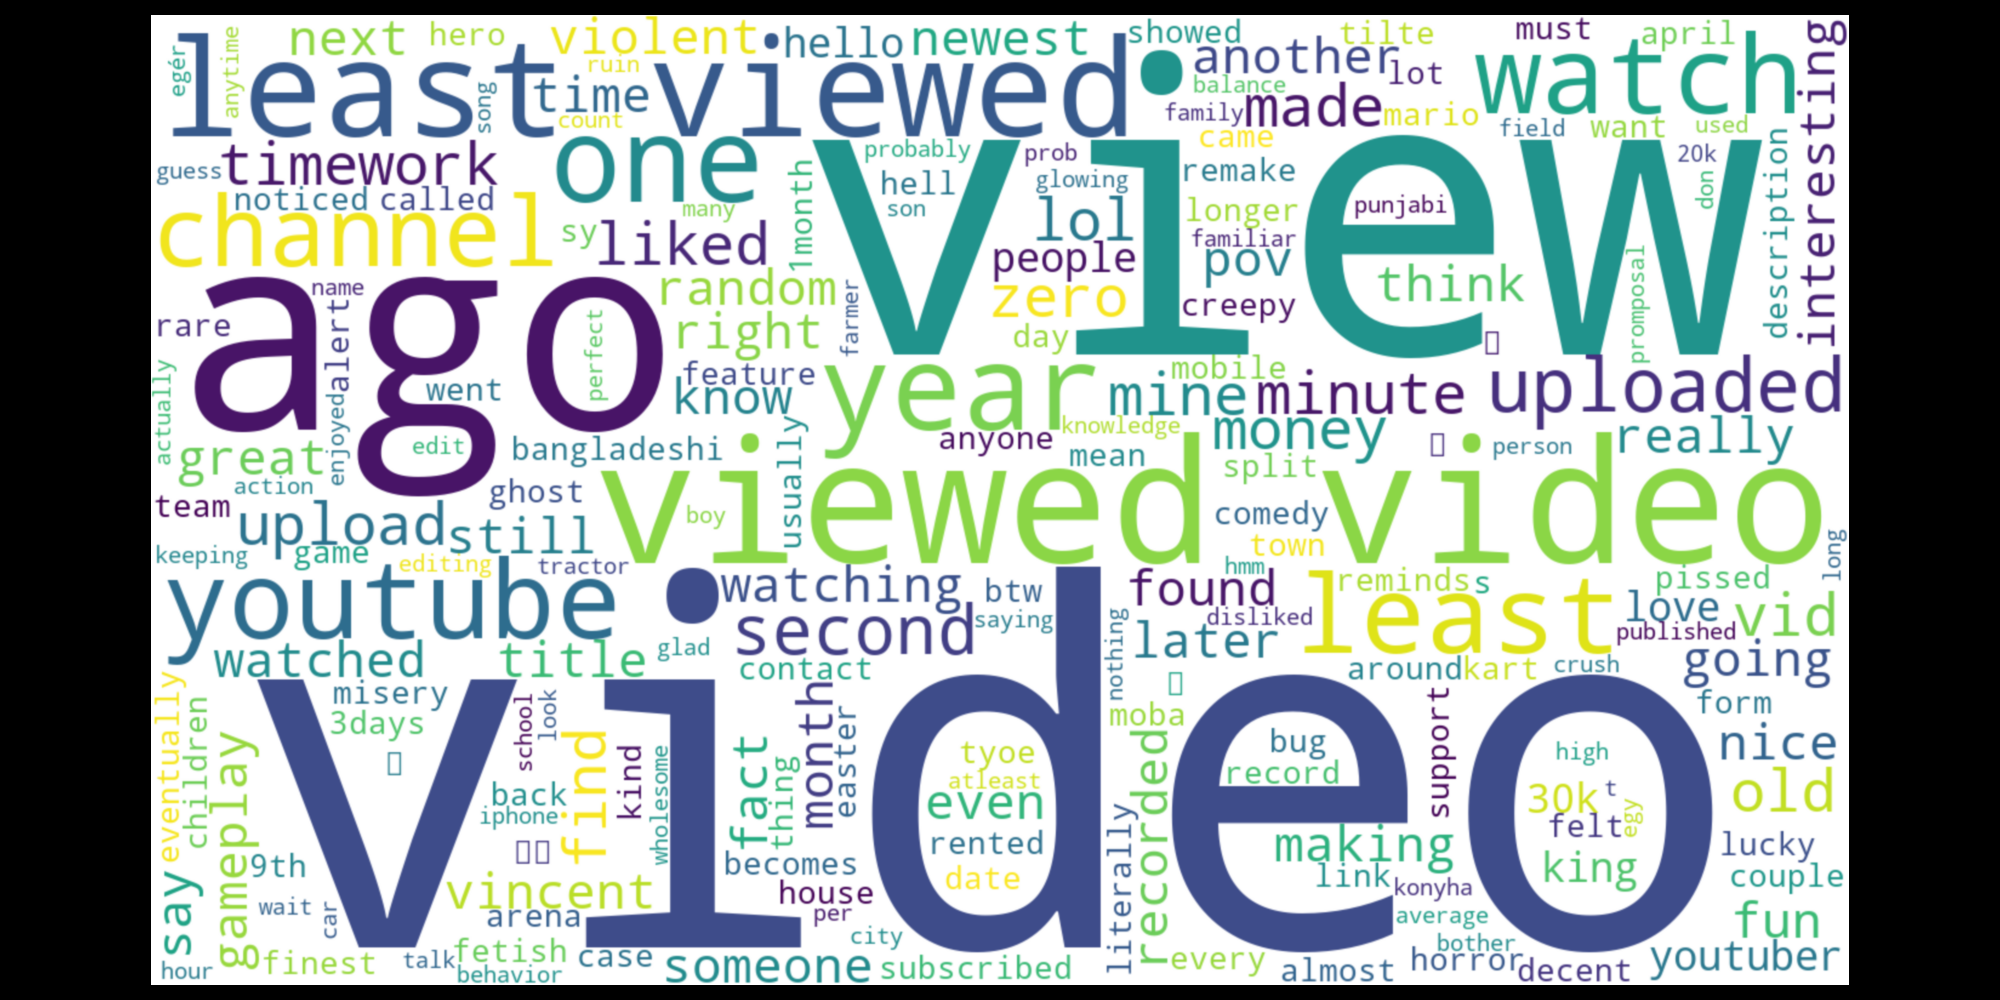 least viewed
view
video
ago
viewed video
channel
youtube
one
year
watch
least
egér
anytime
next
hero
violent
ruin
hello
newest
showed
another
tilte
must
april
interesting
song
time
count
balance
lot
family
made
mario
came
field
want
used
guess
timework
noticed
called
many
1month
probably
prob
hell
glowing
son
lol
remake
longer
punjabi
20k
don
description
sy
liked
people
familiar
pov
think
promposal
name
random
zero
creepy
rare
perfect
right
farmer
day
actually
enjoyedalert
went
feature
know
mobile
mine
minute
uploaded
great
edit
bangladeshi
usually
anyone
knowledge
mean
money
person
really
split
action
team
ghost
boy
comedy
town
long
upload
still
keeping
game
editing
tractor
hmm
watching
btw
saying
nothing
found
disliked
reminds
s
pissed
love
published
vid
second
later
watched
title
glad
contact
around
kart
crush
going
misery
3days
school
look
month
easter
moba
support
form
eventually
children
gameplay
find
kind
wholesome
fact
thing
tyoe
atleast
even
rented
date
recorded
bug
record
high
30k
t
felt
egy
king
nice
old
back
iphone
say
9th
vincent
becomes
house
per
literally
making
link
konyha
lucky
couple
wait
car
arena
city
average
bother
fun
hour
finest
talk
fetish
behavior
case
someone
subscribed
every
almost
horror
decent
youtuber